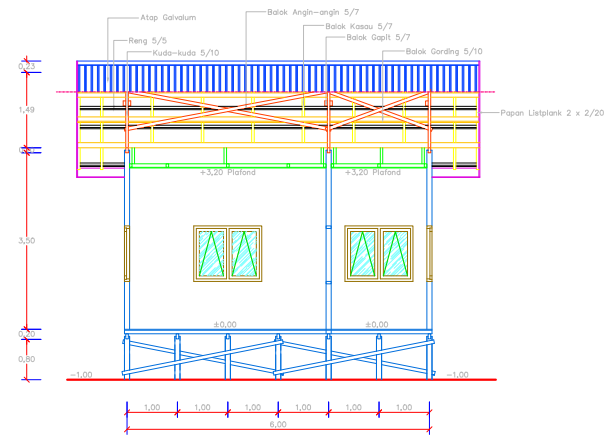 Balok Angin-angin 5/7
Atap Galvalum
Balok Kasau 5/7
Balok Gapit 5/7
Reng 5/5
Kuda-kuda 5/10
Balok Gording 5/10
0,23
1,49
Papan Listplank 2 x 2/20
+3,20 Plafond
+3,20 Plafond
3,50
±0,00
±0,00
0,20
0,80
-1,00
-1,00
1,00 1,00 1,00 1,00 1,00 1,00
6,00